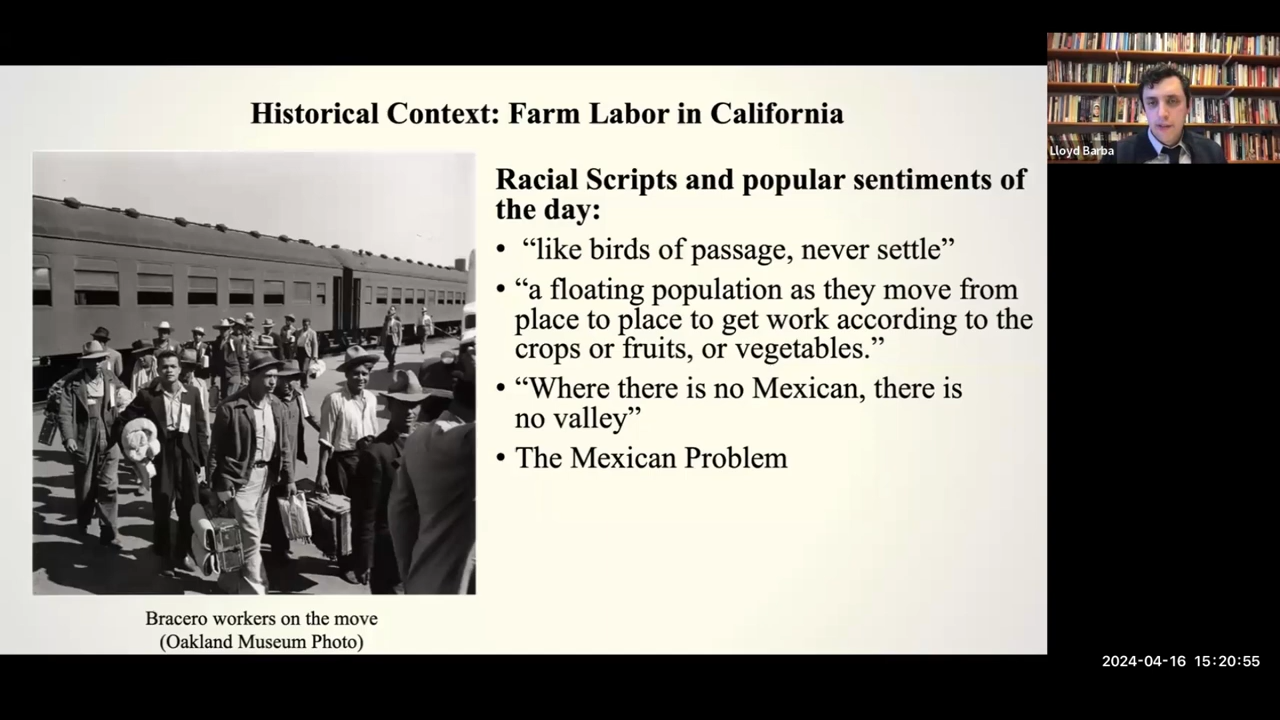 Historical Context: Farm Labor in California
Lloyd Barba
Racial Scripts and popular sentiments of
the day:
• “like birds of passage, never settle”
• “a floating population as they move from
place to place to get work according to the
crops or fruits, or vegetables.”
• “Where there is no Mexican, there is
no valley”
• The Mexican Problem
Bracero workers on the move
(Oakland Museum Photo)
2024-04-16 15:20:55